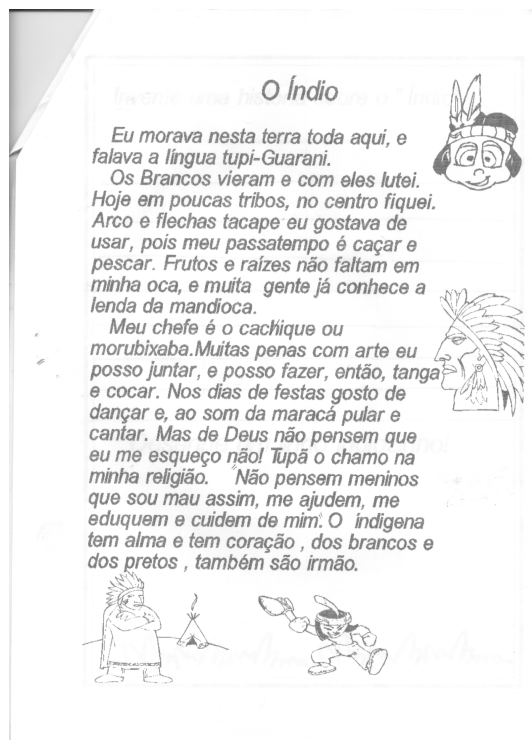 O Índio
Eu morava nesta terra toda aqui, e
falava a língua tupi-Guarani.
Os Brancos vieram e com eles lutei.
Hoje em poucas tribos, no centro fiquei.
Arco e flechas tacape eu gostava de
usar, pois meu passatempo é caçar e
pescar. Frutos e raízes não faltam em
minha oca, e muita gente já conhece a
lenda da mandioca.
Meu chefe é o cachique ou
morubixaba.Muitas penas com arte eu
posso juntar, e posso fazer, então, tanga
e cocar. Nos dias de festas gosto de
dançar e, ao som da maracá pular e
cantar. Mas de Deus não pensem que
eu me esqueço não! Tupã o chamo na
minha religião. "Não pensem meninos
que sou mau assim, me ajudem, me
eduquem e cuidem de mim. O indigena
tem alma e tem coração , dos brancos e
dos pretos , também são irmão.